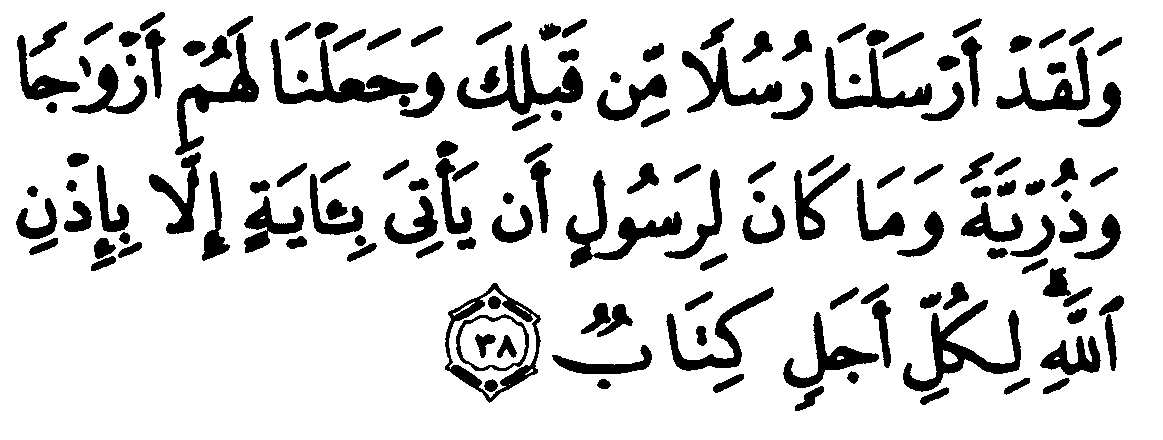 وَلَقَدْ أَرْسَلْنَا رُسُلًا مِّن قَبْلِكَ وَجَعَلْنَا لَهُمْ أَزْوَٰجًا
وَذُرِّيَّةً وَمَا كَانَ لِرَسُولٍ أَن يَأْتِىَ بِـَٔايَةٍ إِلَّا بِإِذْنِ
ٱللَّهِ ۗ لِكُلِّ أَجَلٍ كِتَابٌ ٣٨